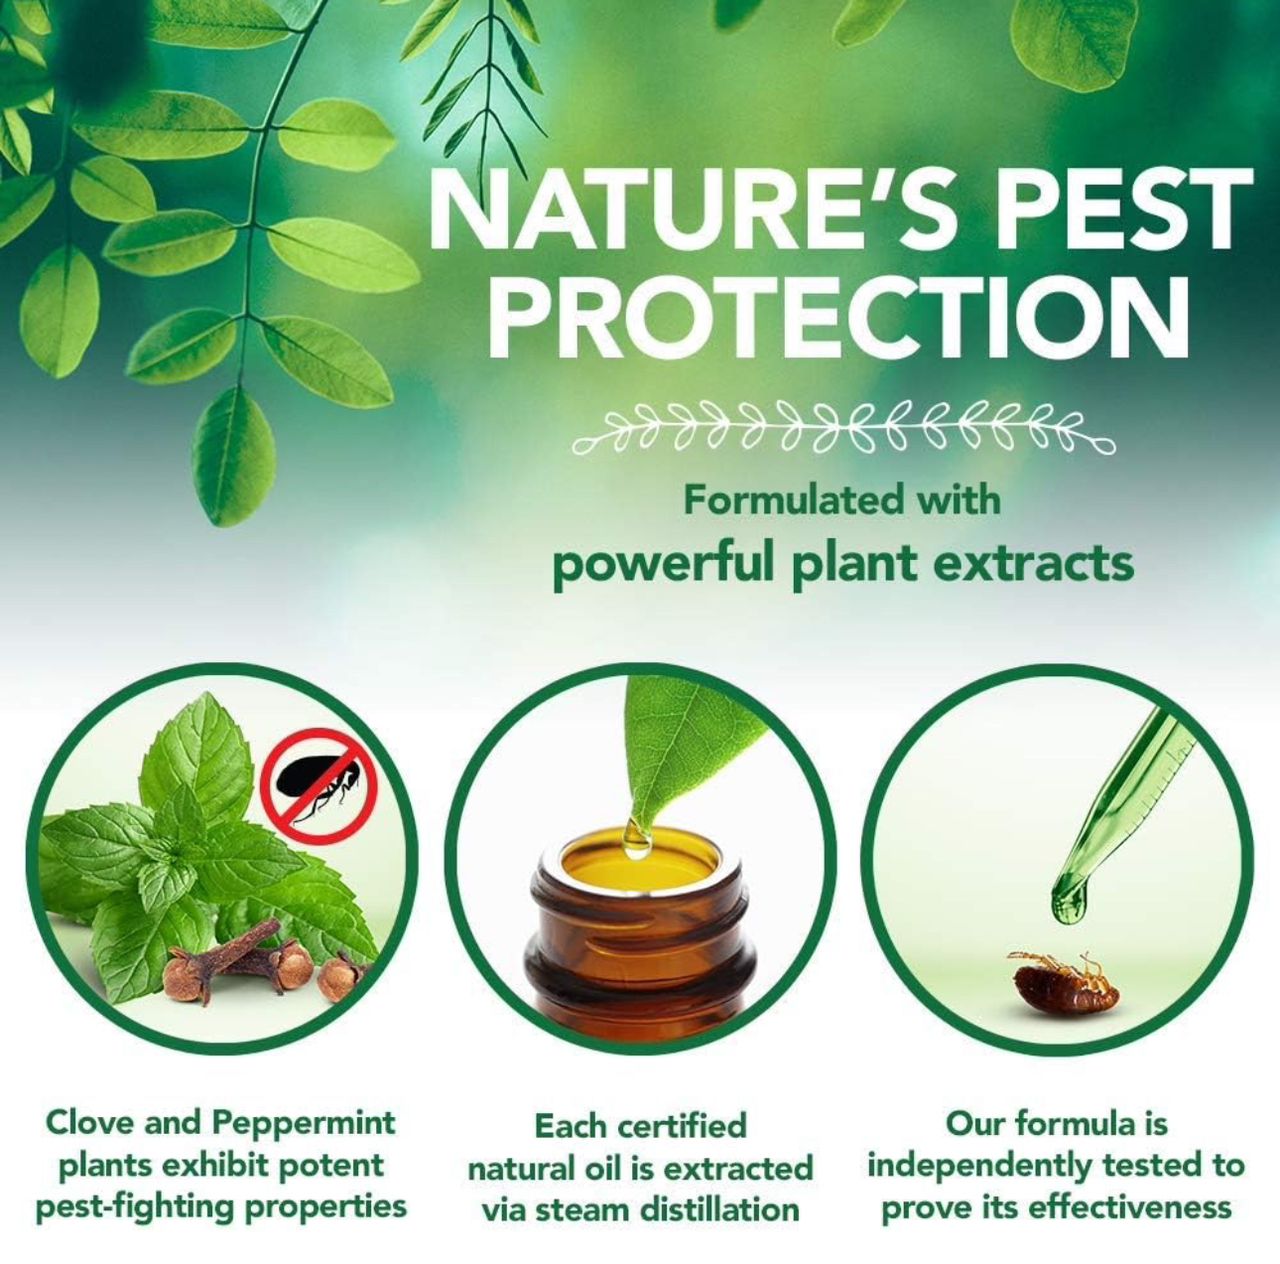 NATURE'S PEST
PROTECTION
Formulated with
powerful plant extracts
Clove and Peppermint
plants exhibit potent
pest-fighting properties
Each certified
natural oil is extracted
via steam distillation
Our formula is
independently tested to
prove its effectiveness